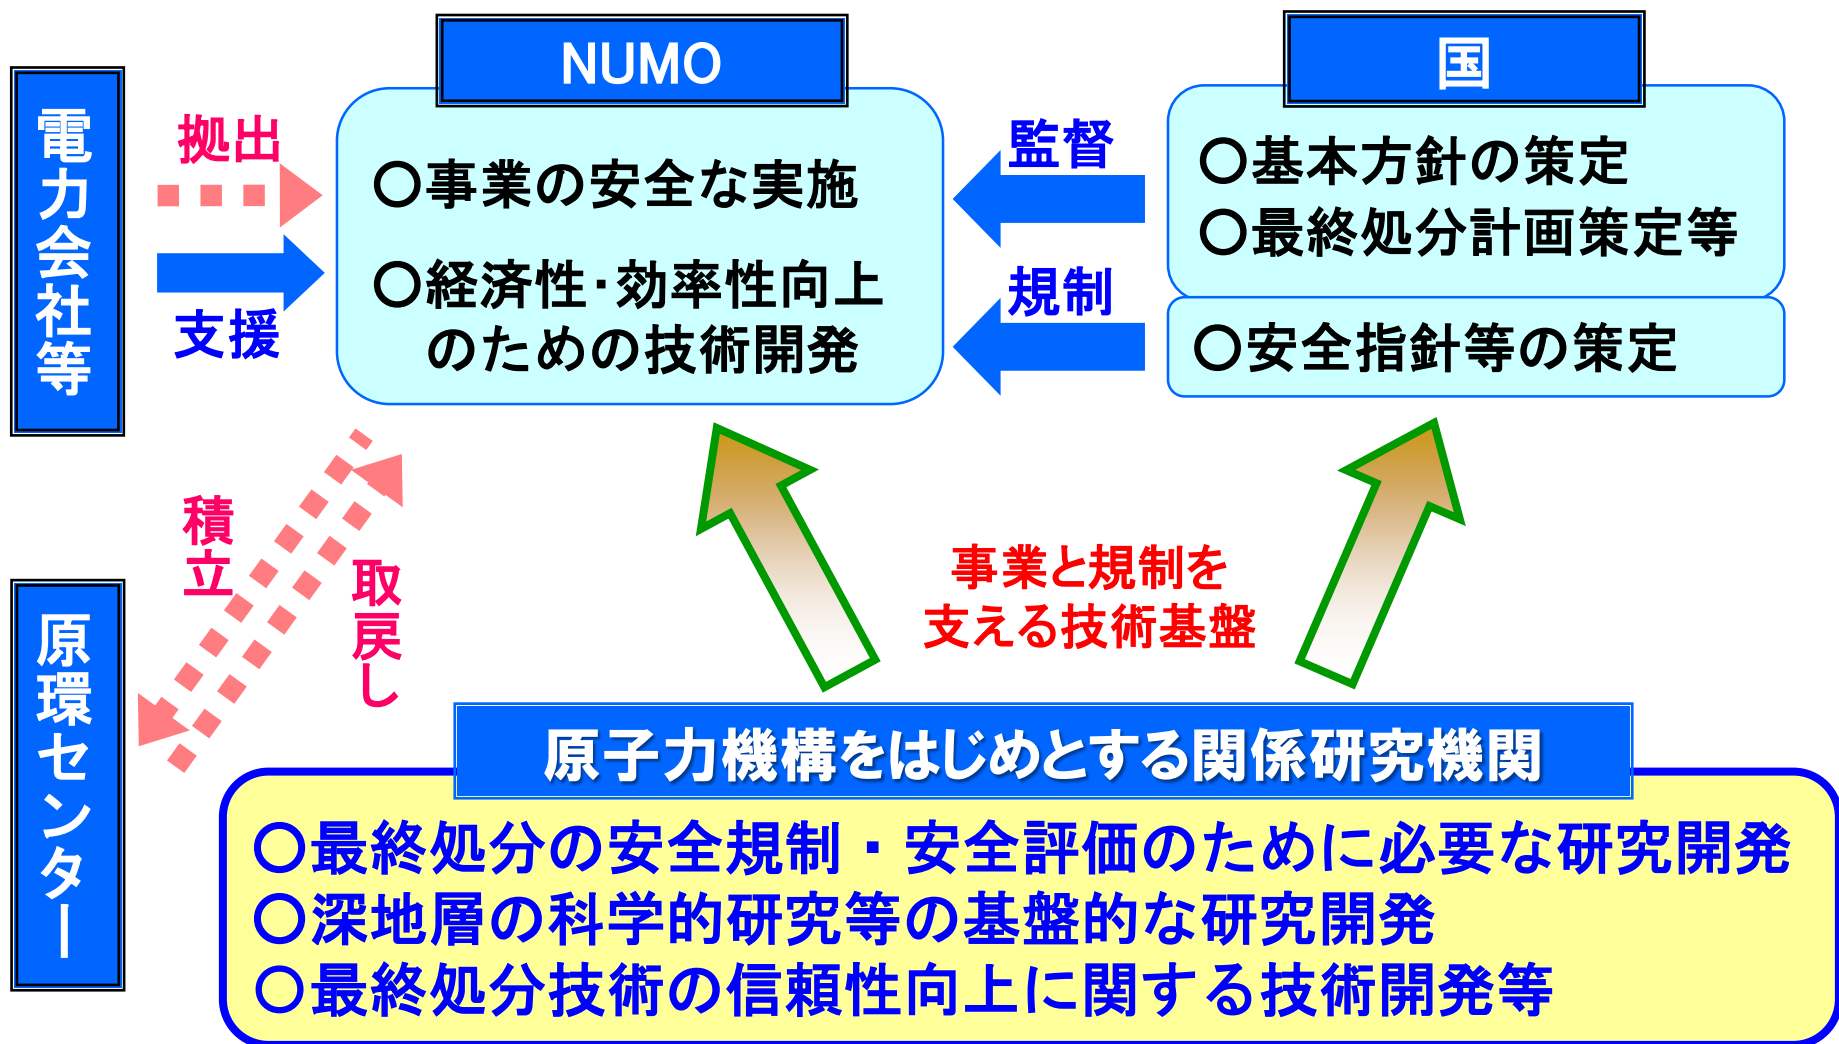 NUMO
国
電力会社等
拠出
支援
○事業の安全な実施
○経済性・効率性向上
のための技術開発
監督
規制
○基本方針の策定
○最終処分計画策定等
○安全指針等の策定
積立
取戻し
事業と規制を
支える技術基盤
原環センター
原子力機構をはじめとする関係研究機関
○最終処分の安全規制・安全評価のために必要な研究開発
○深地層の科学的研究等の基盤的な研究開発
○最終処分技術の信頼性向上に関する技術開発等